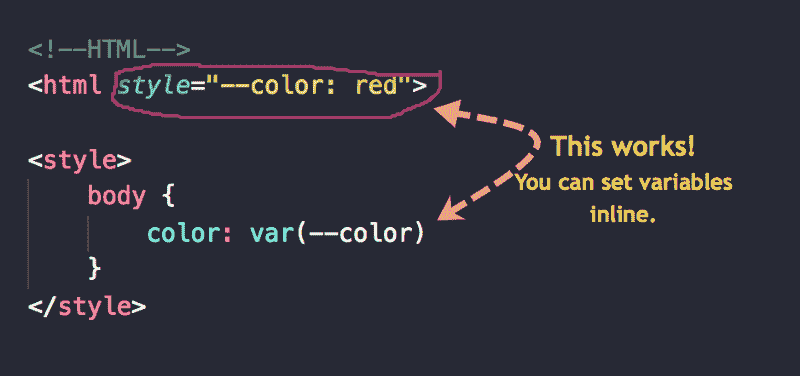 <!--HTML-->
<html style="--color: red">
This works!
You can set variables
inline.
<style>
body {
color: var(--color)
}
</style>